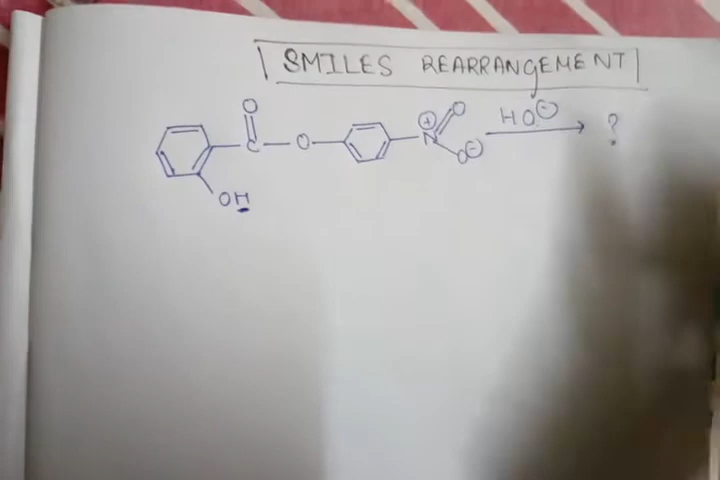 SMILES REARRANGEMENT
O
C O N⊕ O HO⊖ ?
O⊖
OH